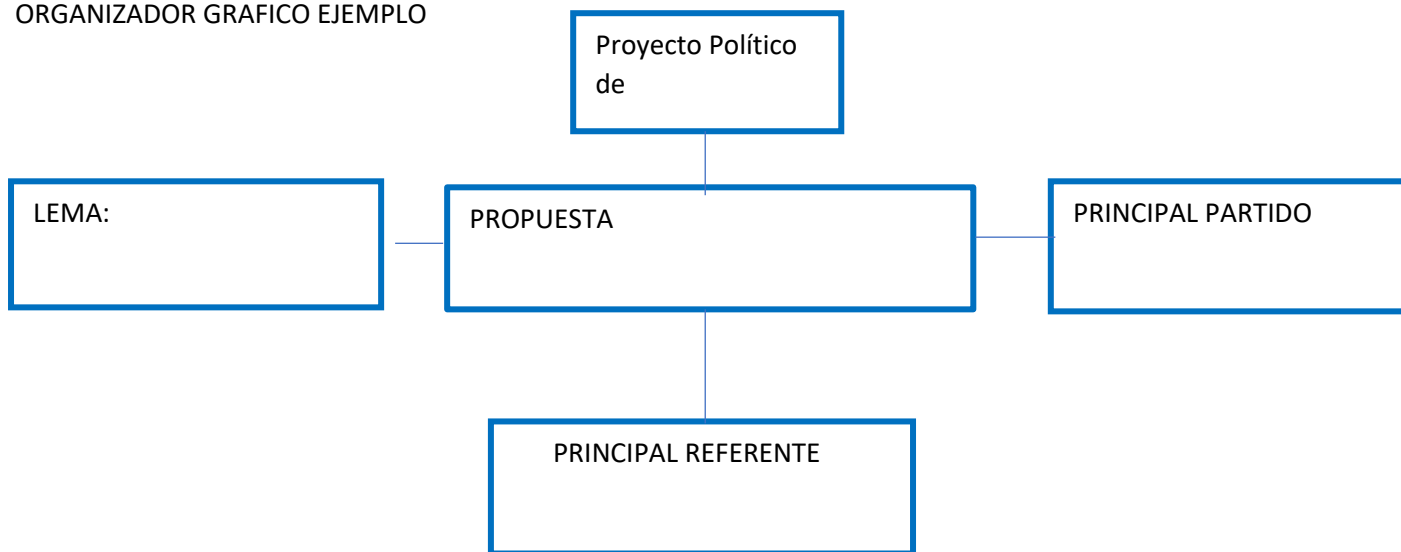 ORGANIZADOR GRAFICO EJEMPLO
Proyecto Político
de
LEMA:
PROPUESTA
PRINCIPAL PARTIDO
PRINCIPAL REFERENTE